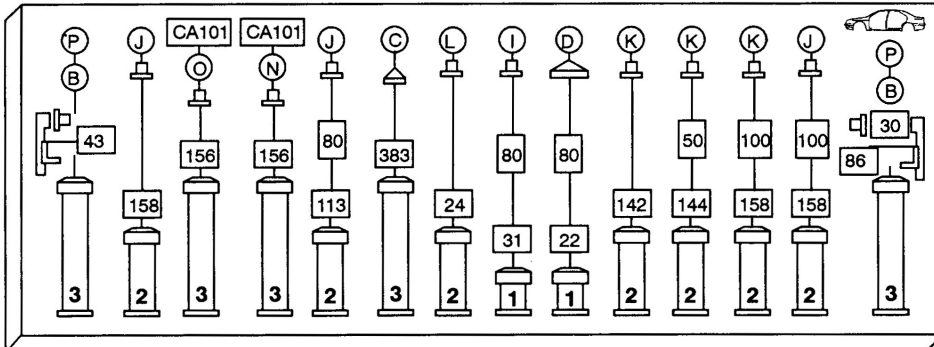 P J CA101 CA101 J C L I D K K K J P
B O N B
43 80 383 80 80 50 100 100 30
156 156 86
158 113 24 142 144 158 158
31 22
3 2 3 3 2 3 2 1 1 2 2 2 2 3